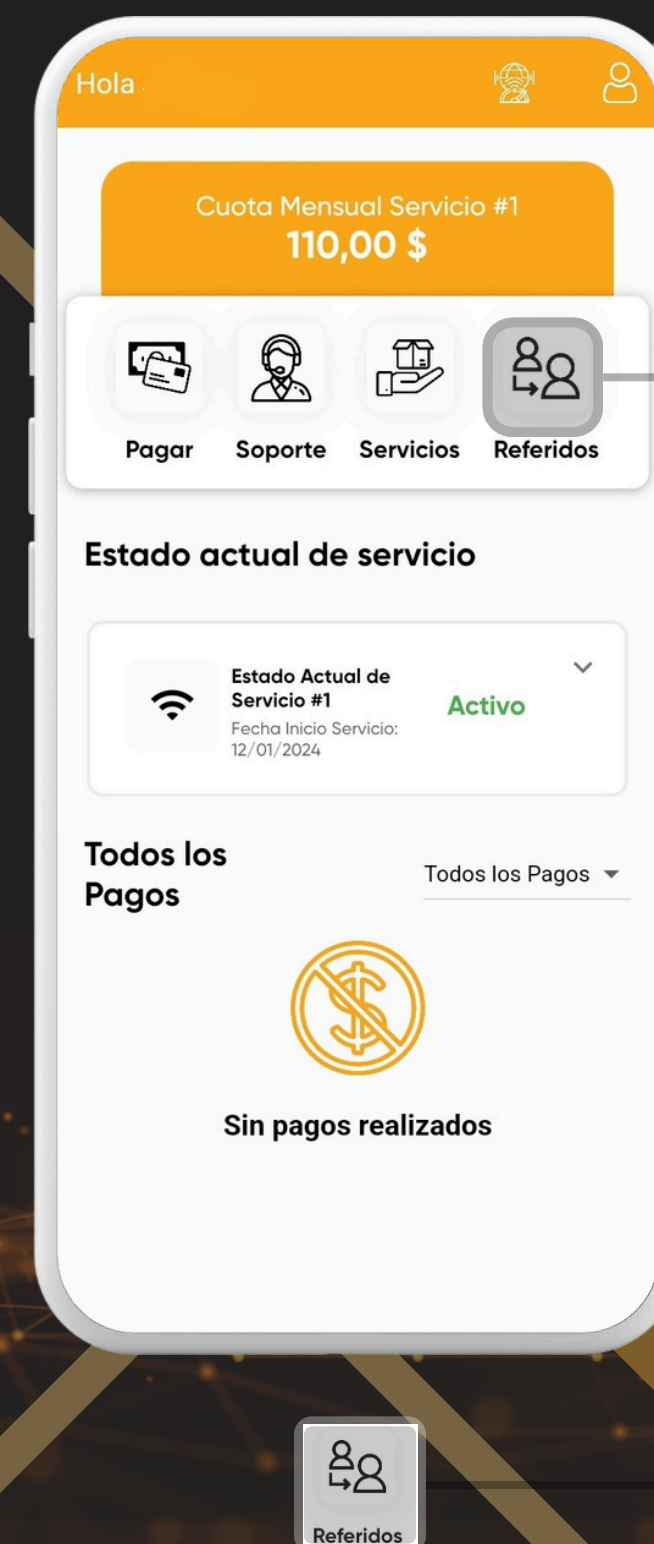 Hola
Cuota Mensual Servicio #1
110,00 $
Pagar Soporte Servicios Referidos
Estado actual de servicio
Estado Actual de
Servicio #1
Activo
Fecha Inicio Servicio:
12/01/2024
Todos los
Pagos
Todos los Pagos
Sin pagos realizados
Referidos